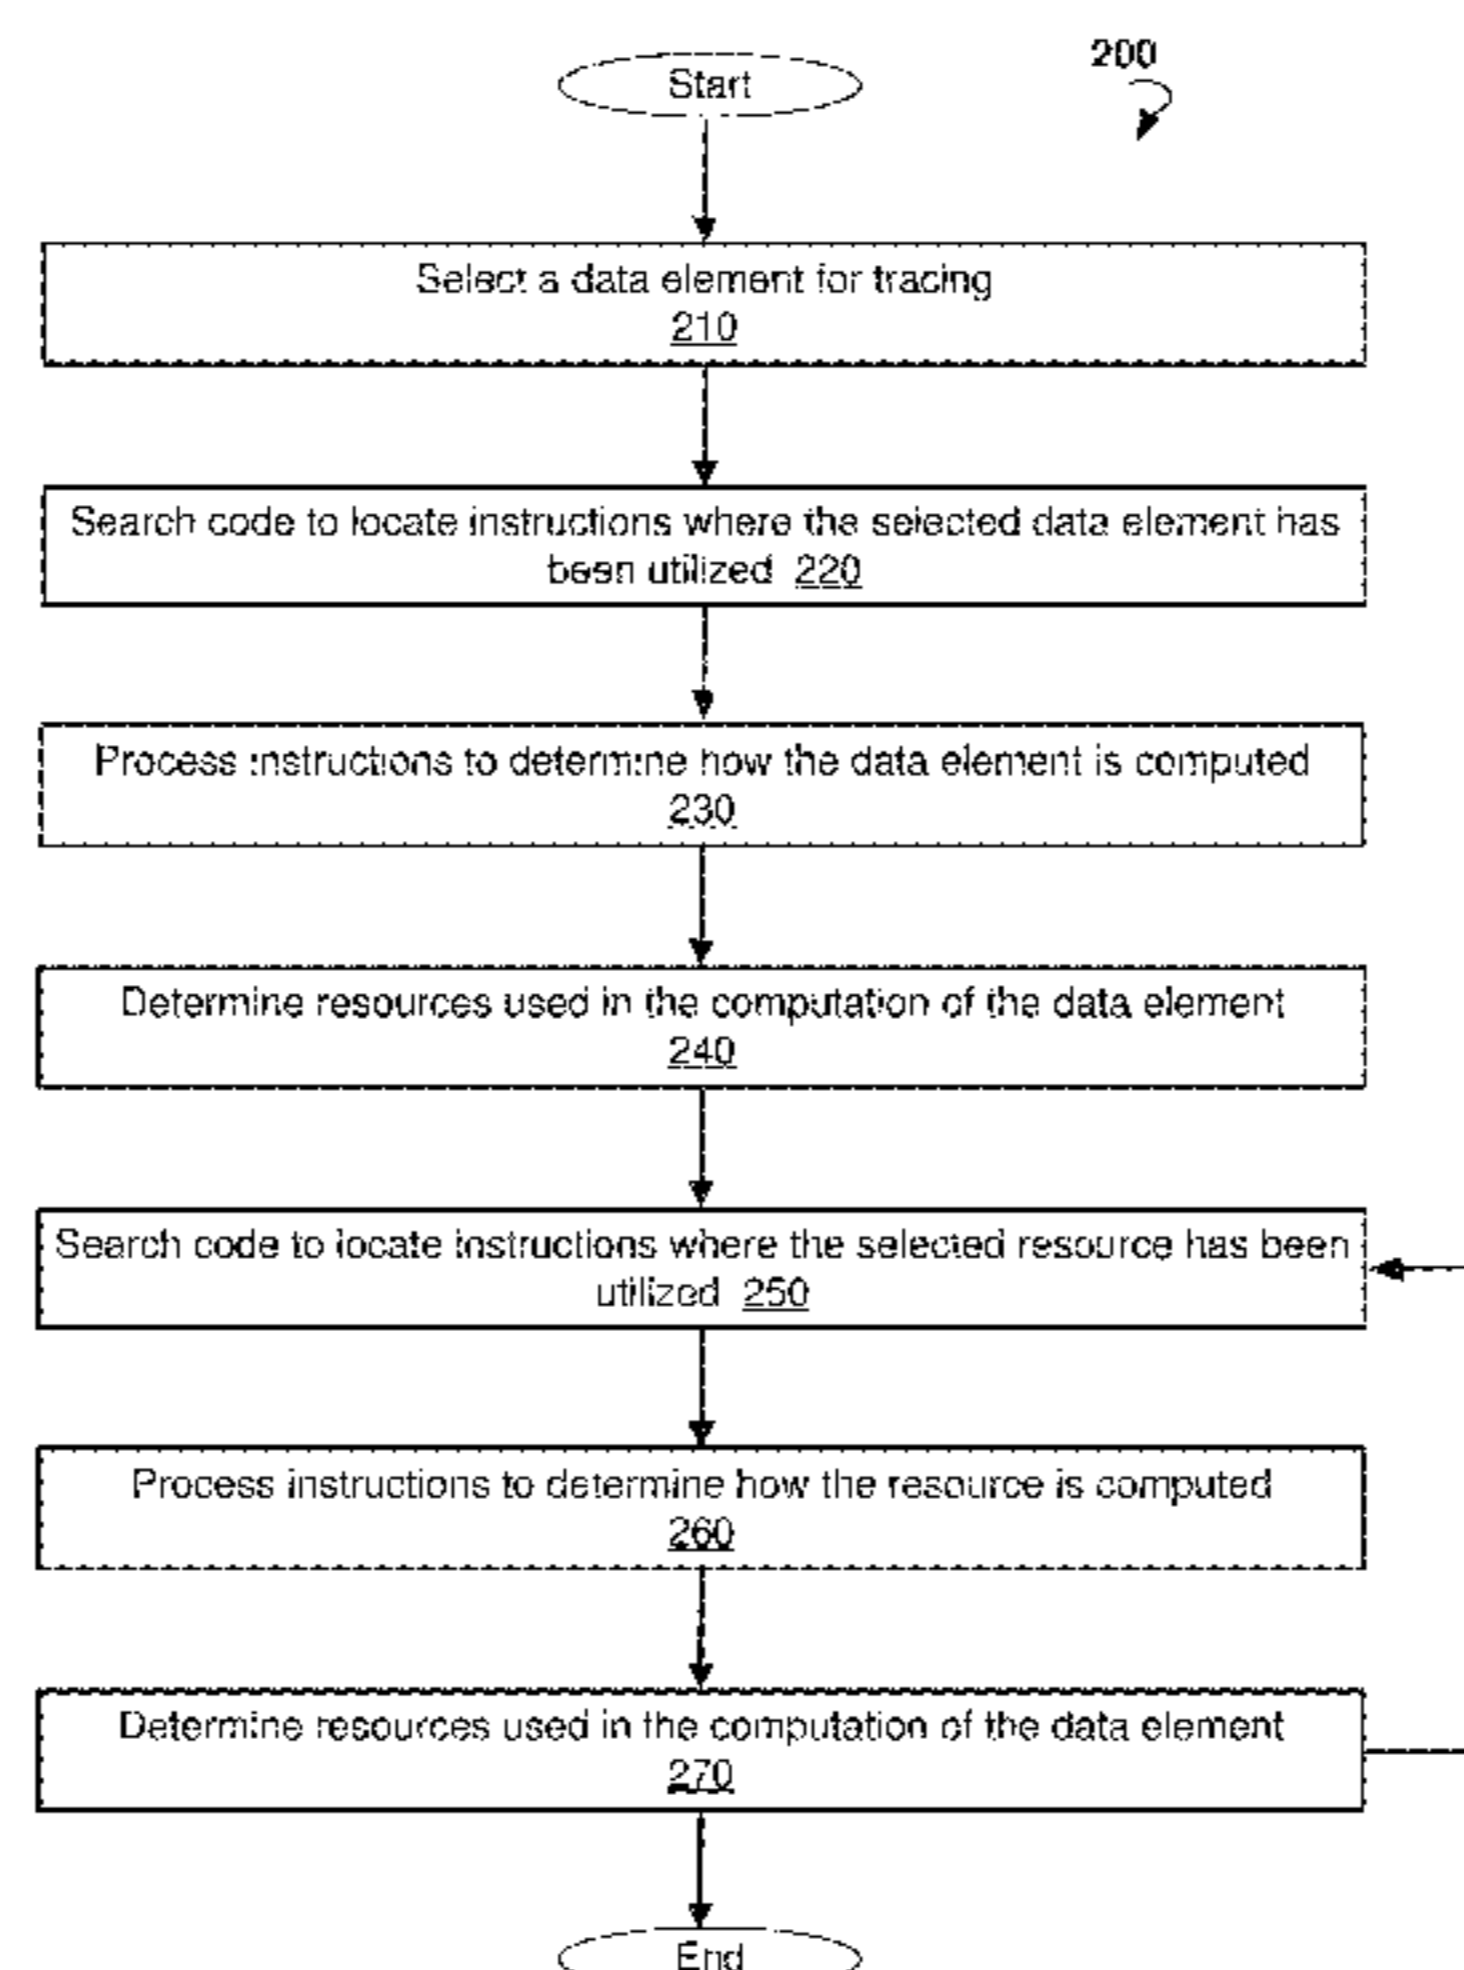 Start
200
Select a data element for tracing
210
Search code to locate instructions where the selected data element has
been utilized 220
Process instructions to determine how the data element is computed
230
Determine resources used in the computation of the data element
240
Search code to locate instructions where the selected resource has been
utilized 250
Process instructions to determine how the resource is computed
260
Determine resources used in the computation of the data element
270
End